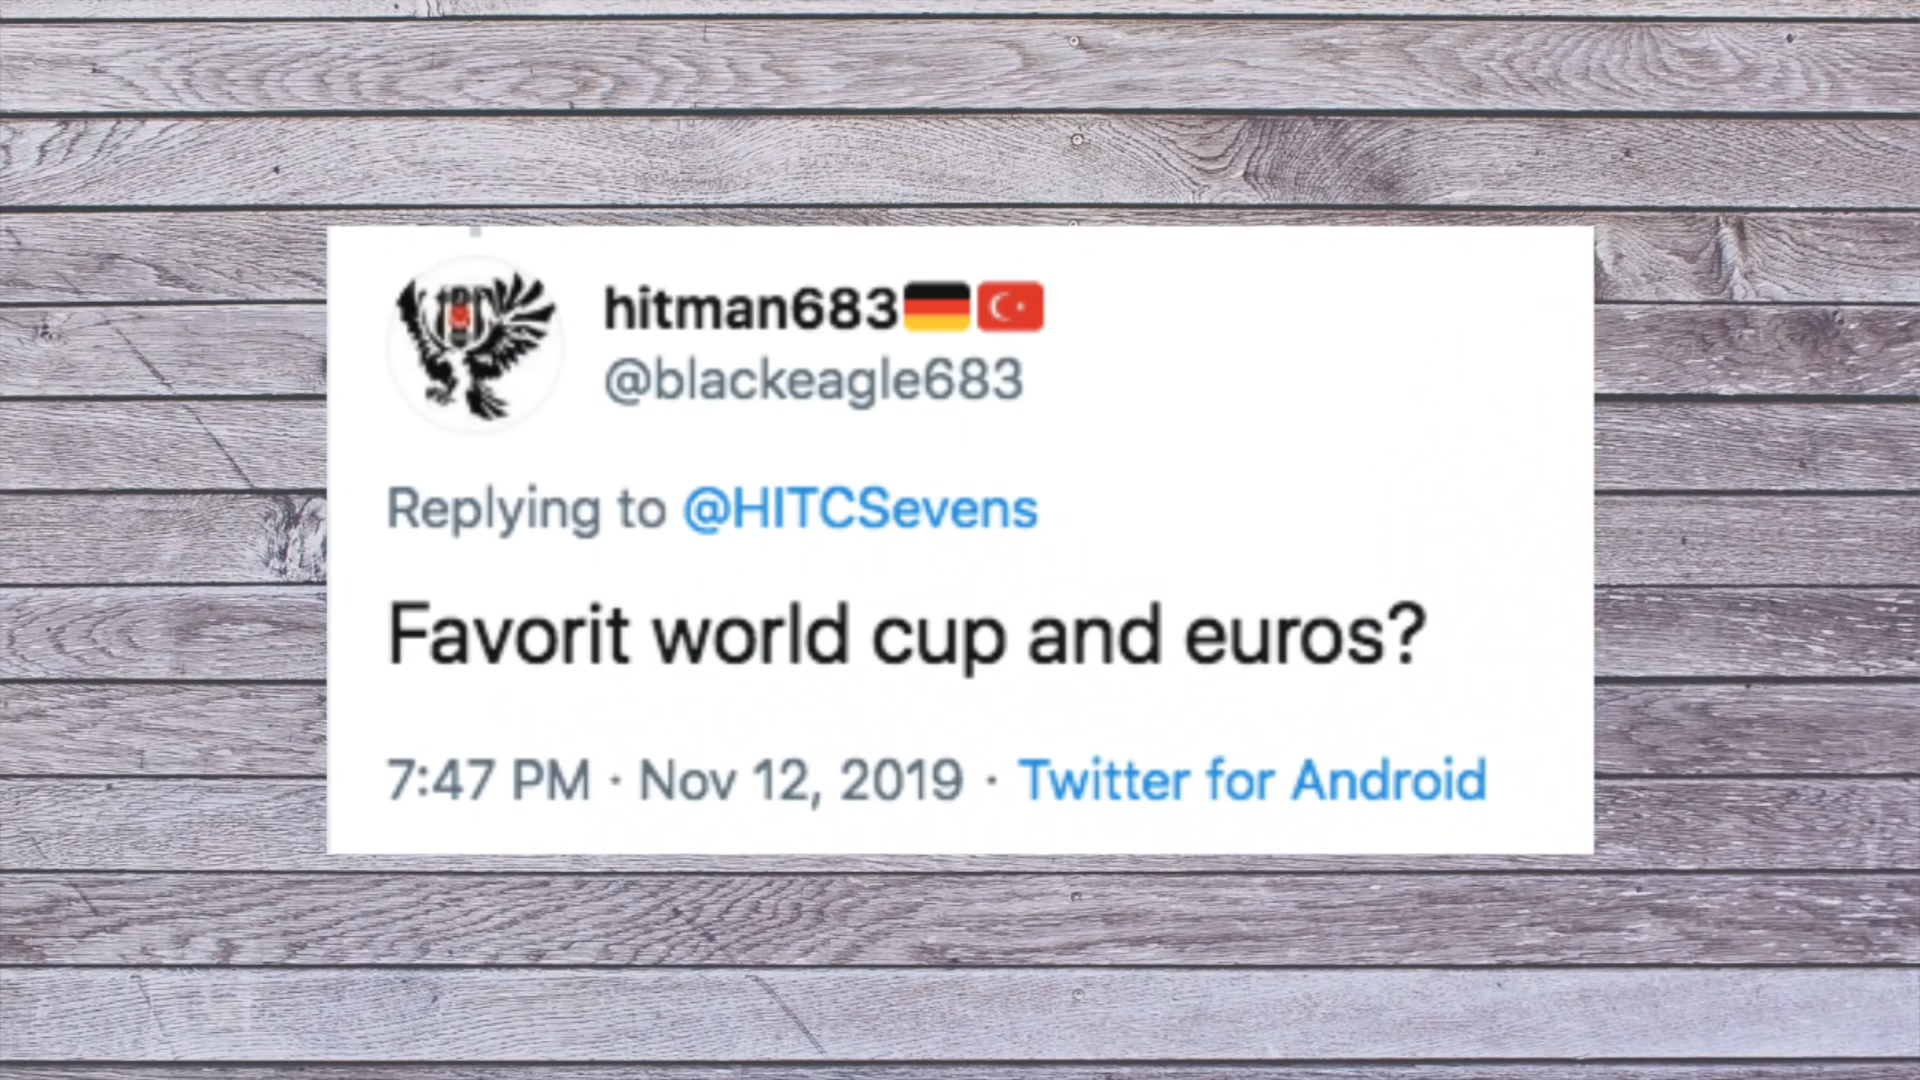 hitman683🇩🇪🇹🇷
@blackeagle683
Replying to @HITCSevens
Favorit world cup and euros?
7:47 PM · Nov 12, 2019 · Twitter for Android